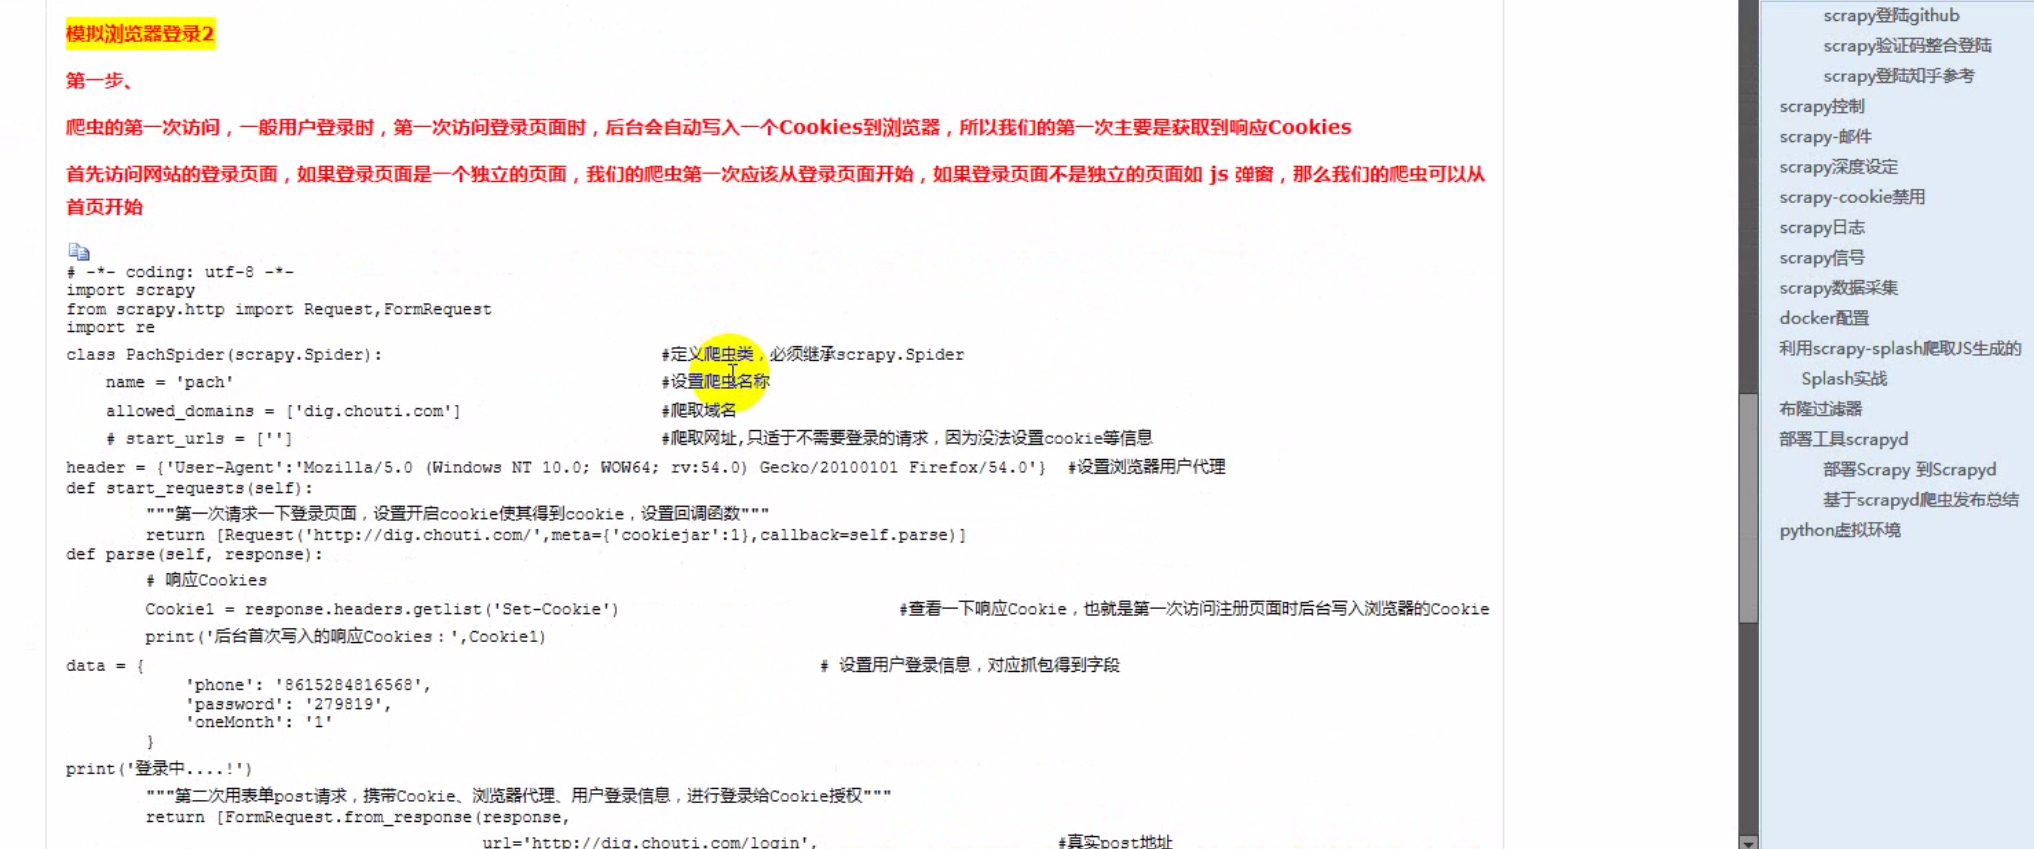 模拟浏览器登录2
第一步、
爬虫的第一次访问，一般用户登录时，第一次访问登录页面时，后台会自动写入一个Cookies到浏览器，所以我们的第一次主要是获取到响应Cookies
首先访问网站的登录页面，如果登录页面是一个独立的页面，我们的爬虫第一次应该从登录页面开始，如果登录页面不是独立的页面如 js 弹窗，那么我们的爬虫可以从
首页开始
# -*- coding: utf-8 -*-
import scrapy
from scrapy.http import Request,FormRequest
import re
class PachSpider(scrapy.Spider): #定义爬虫类，必须继承scrapy.Spider
name = 'pach' #设置爬虫名称
allowed_domains = ['dig.chouti.com'] #爬取域名
# start_urls = [''] #爬取网址,只适于不需要登录的请求，因为没法设置cookie等信息
header = {'User-Agent':'Mozilla/5.0 (Windows NT 10.0; WOW64; rv:54.0) Gecko/20100101 Firefox/54.0'} #设置浏览器用户代理
def start_requests(self):
"""第一次请求一下登录页面，设置开启cookie使其得到cookie，设置回调函数"""
return [Request('http://dig.chouti.com/',meta={'cookiejar':1},callback=self.parse)]
def parse(self, response):
# 响应Cookies
Cookie1 = response.headers.getlist('Set-Cookie') #查看一下响应Cookie，也就是第一次访问注册页面时后台写入浏览器的Cookie
print('后台首次写入的响应Cookies：',Cookie1)
data = { # 设置用户登录信息，对应抓包得到字段
'phone': '8615284816568',
'password': '279819',
'oneMonth': '1'
}
print('登录中....!')
"""第二次用表单post请求，携带Cookie、浏览器代理、用户登录信息，进行登录给Cookie授权"""
return [FormRequest.from_response(response,
url='http://dig.chouti.com/login', #真实post地址
scrapy登陆github
scrapy验证码整合登陆
scrapy登陆知乎参考
scrapy控制
scrapy-邮件
scrapy深度设定
scrapy-cookie禁用
scrapy日志
scrapy信号
scrapy数据采集
docker配置
利用scrapy-splash爬取JS生成的
Splash实战
布隆过滤器
部署工具scrapyd
部署Scrapy 到Scrapyd
基于scrapyd爬虫发布总结
python虚拟环境